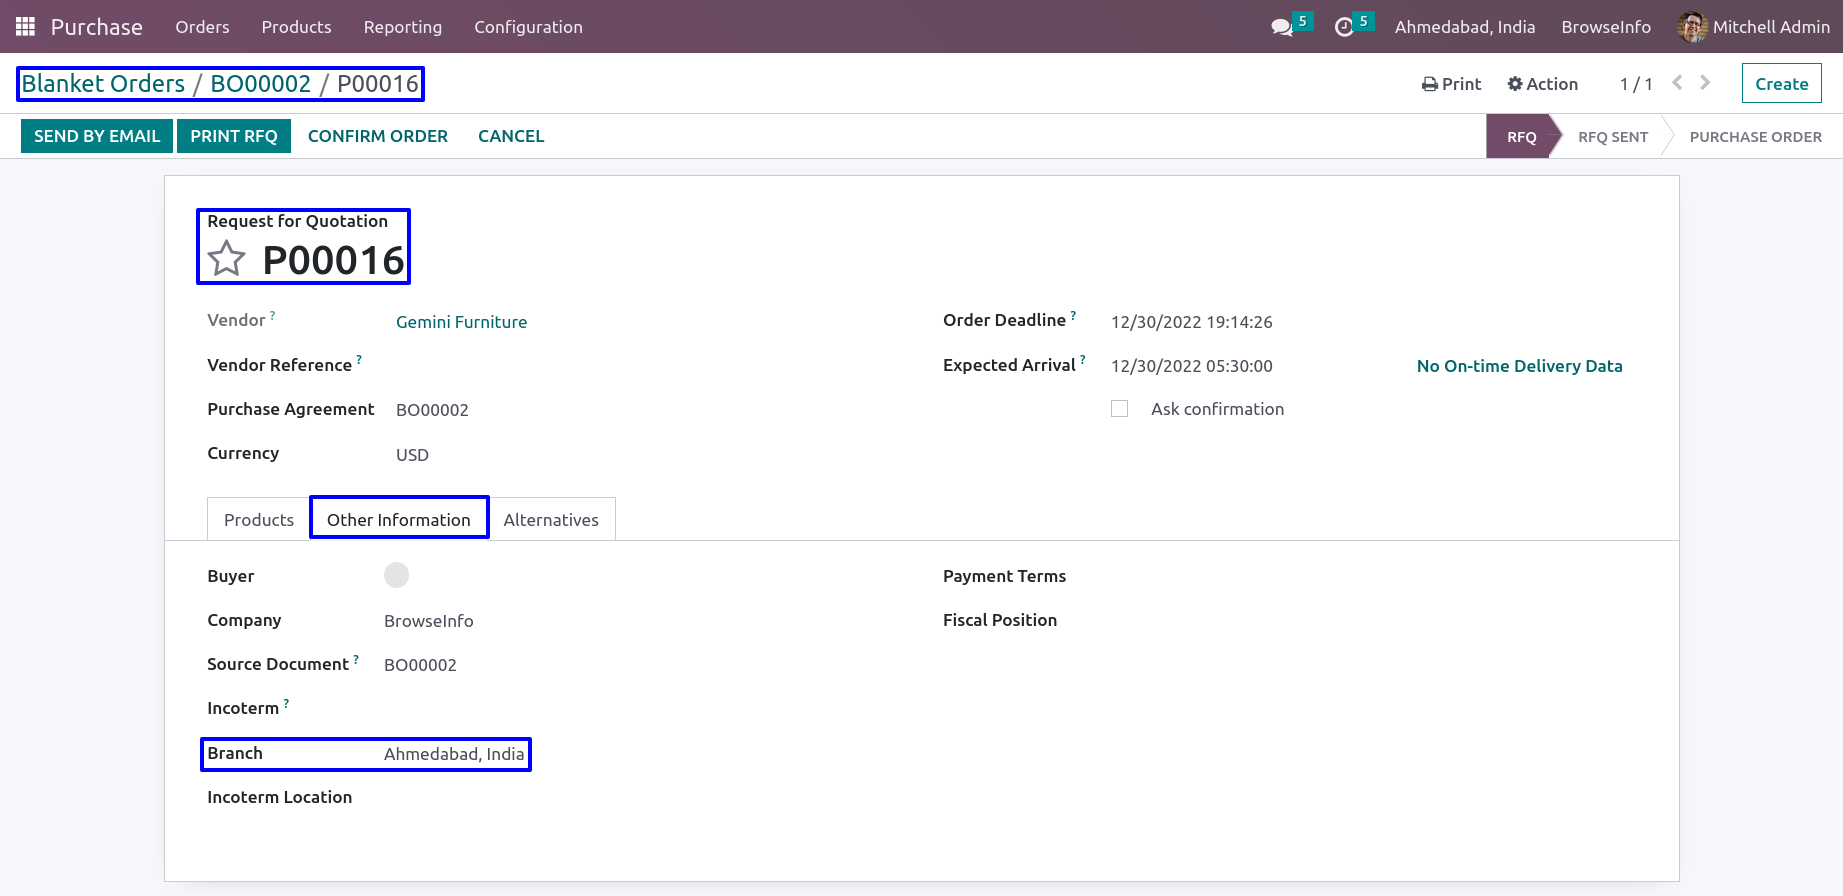 Purchase Orders Products Reporting Configuration 5 5 Ahmedabad, India BrowseInfo Mitchell Admin
Blanket Orders / BO00002 / P00016 Print Action 1 / 1 Create
SEND BY EMAIL PRINT RFQ CONFIRM ORDER CANCEL RFQ RFQ SENT PURCHASE ORDER
Request for Quotation
P00016
Vendor ? Gemini Furniture Order Deadline ? 12/30/2022 19:14:26
Vendor Reference ? Expected Arrival ? 12/30/2022 05:30:00 No On-time Delivery Data
Purchase Agreement BO00002 Ask confirmation
Currency USD
Products Other Information Alternatives
Buyer Payment Terms
Company BrowseInfo Fiscal Position
Source Document ? BO00002
Incoterm ?
Branch Ahmedabad, India
Incoterm Location